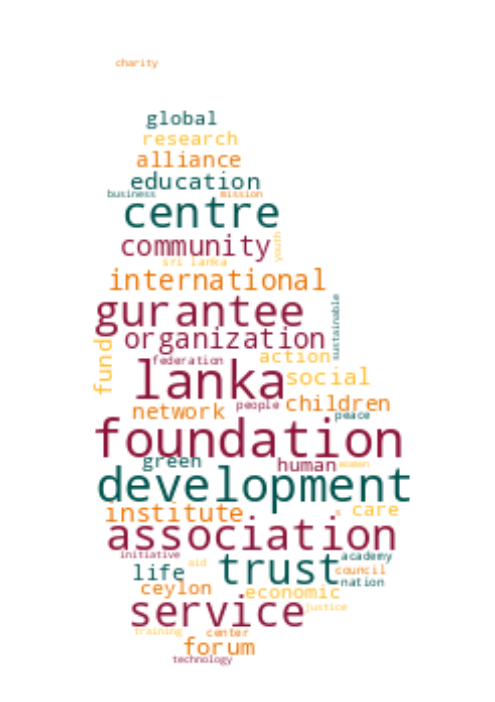 charity
global
research
alliance
education
business mission
centre
community
youth
sri lanka
international
gurantee
sustainable
organization
fund
federation action
lanka social
network people children
peace
foundation
green human women
development
institute s care
association
initiative academy
life aid trust council
nation
ceylon economic
service justice
training center
forum
technology